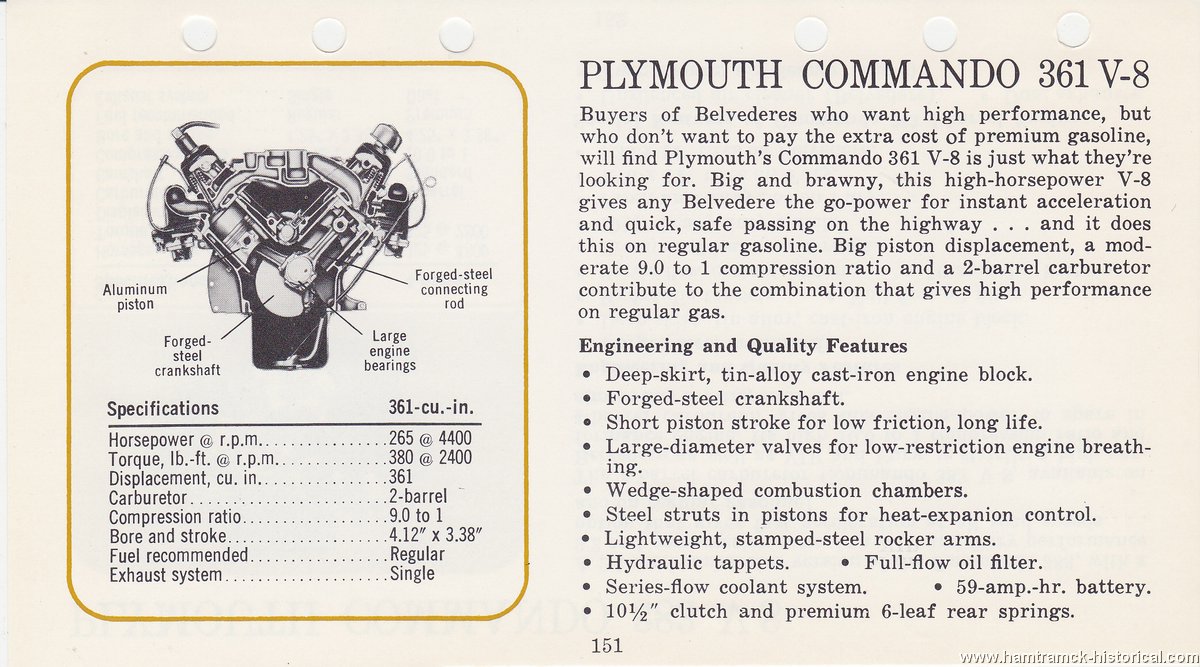 Aluminum
piston
Forged-steel
connecting
rod
Forged-
steel
crankshaft
Large
engine
bearings
Specifications 361-cu.-in.
Horsepower @ r.p.m. . . . . . . . . . . . . . . 265 @ 4400
Torque, lb.-ft. @ r.p.m. . . . . . . . . . . . . 380 @ 2400
Displacement, cu. in. . . . . . . . . . . . . . . 361
Carburetor . . . . . . . . . . . . . . . . . . . . . . 2-barrel
Compression ratio. . . . . . . . . . . . . . . . 9.0 to 1
Bore and stroke. . . . . . . . . . . . . . . . . . 4.12″ x 3.38″
Fuel recommended. . . . . . . . . . . . . . . Regular
Exhaust system . . . . . . . . . . . . . . . . . . Single
PLYMOUTH COMMANDO 361 V-8
Buyers of Belvederes who want high performance, but
who don't want to pay the extra cost of premium gasoline,
will find Plymouth's Commando 361 V-8 is just what they're
looking for. Big and brawny, this high-horsepower V-8
gives any Belvedere the go-power for instant acceleration
and quick, safe passing on the highway . . . and it does
this on regular gasoline. Big piston displacement, a mod-
erate 9.0 to 1 compression ratio and a 2-barrel carburetor
contribute to the combination that gives high performance
on regular gas.
Engineering and Quality Features
• Deep-skirt, tin-alloy cast-iron engine block.
• Forged-steel crankshaft.
• Short piston stroke for low friction, long life.
• Large-diameter valves for low-restriction engine breath-
ing.
• Wedge-shaped combustion chambers.
• Steel struts in pistons for heat-expanion control.
• Lightweight, stamped-steel rocker arms.
• Hydraulic tappets. • Full-flow oil filter.
• Series-flow coolant system. • 59-amp.-hr. battery.
• 10½″ clutch and premium 6-leaf rear springs.
151
www.hamtramck-historical.com